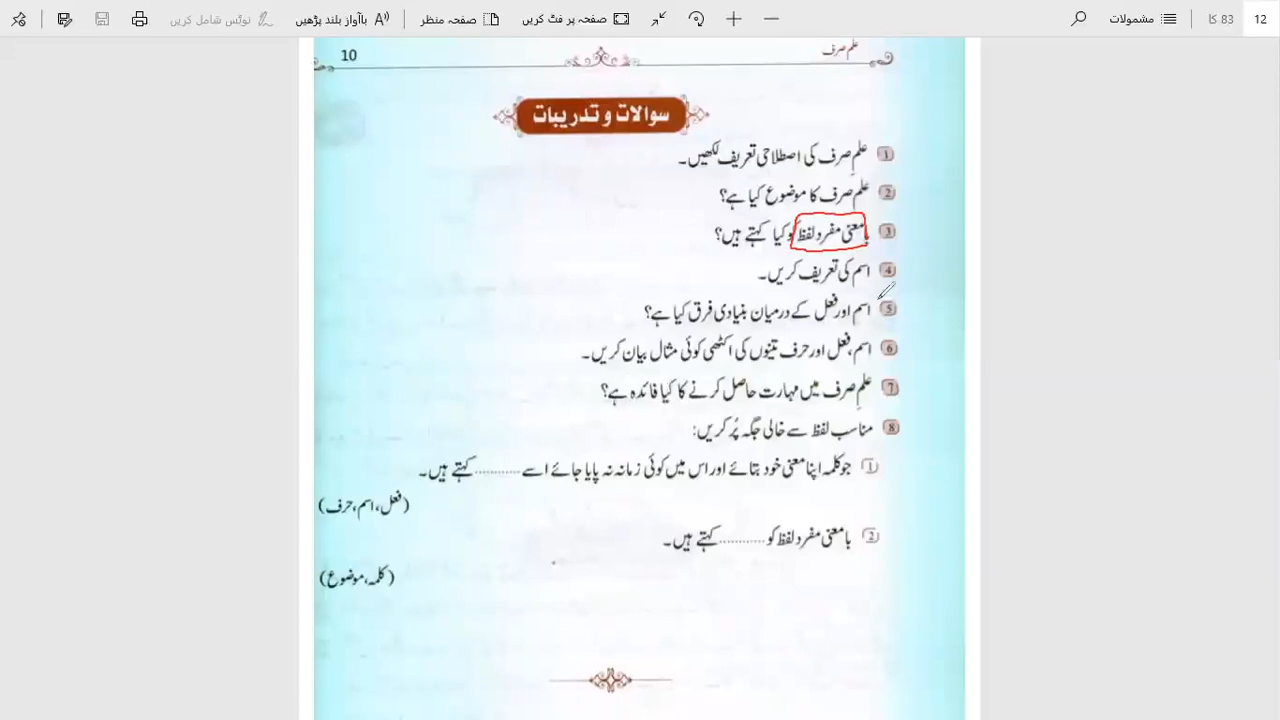 12 83 کا مشمولات صفحہ پر فٹ کریں صفحہ منظر باآواز بلند پڑھیں نوٹس شامل کریں
علم صرف 10
سوالات و تدریبات
1 علمِ صرف کی اصطلاحی تعریف لکھیں۔
2 علمِ صرف کا موضوع کیا ہے؟
3 بامعنی مفرد لفظ کو کیا کہتے ہیں؟
4 اسم کی تعریف کریں۔
5 اسم اور فعل کے درمیان بنیادی فرق کیا ہے؟
6 اسم، فعل اور حرف تینوں کی اکٹھی کوئی مثال بیان کریں۔
7 علمِ صرف میں مہارت حاصل کرنے کا کیا فائدہ ہے؟
8 مناسب لفظ سے خالی جگہ پُر کریں:
1 جو کلمہ اپنا معنی خود بتائے اور اس میں کوئی زمانہ نہ پایا جائے اسے .......... کہتے ہیں۔
(فعل، اسم، حرف)
2 بامعنی مفرد لفظ کو .......... کہتے ہیں۔
(کلمہ، موضوع)